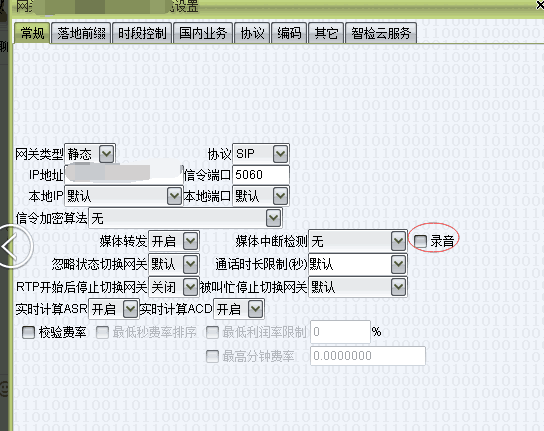 网关 设置
常规 落地前缀 时段控制 国内业务 协议 编码 其它 智检云服务
网关类型 静态 协议 SIP
IP地址 信令端口 5060
本地IP 默认 本地端口 默认
信令加密算法 无
媒体转发 开启 媒体中断检测 无 录音
忽略状态切换网关 默认 通话时长限制(秒) 默认
RTP开始后停止切换网关 关闭 被叫忙停止切换网关 默认
实时计算ASR 开启 实时计算ACD 开启
校验费率 最低秒费率排序 最低利润率限制 0 %
最高分钟费率 0.0000000